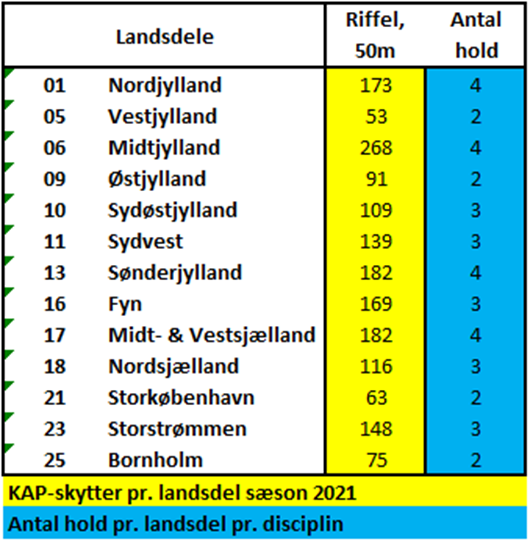 Landsdele Riffel, 50m Antal hold
01 Nordjylland 173 4
05 Vestjylland 53 2
06 Midtjylland 268 4
09 Østjylland 91 2
10 Sydøstjylland 109 3
11 Sydvest 139 3
13 Sønderjylland 182 4
16 Fyn 169 3
17 Midt- & Vestsjælland 182 4
18 Nordsjælland 116 3
21 Storkøbenhavn 63 2
23 Storstrømmen 148 3
25 Bornholm 75 2
KAP-skytter pr. landsdel sæson 2021
Antal hold pr. landsdel pr. disciplin